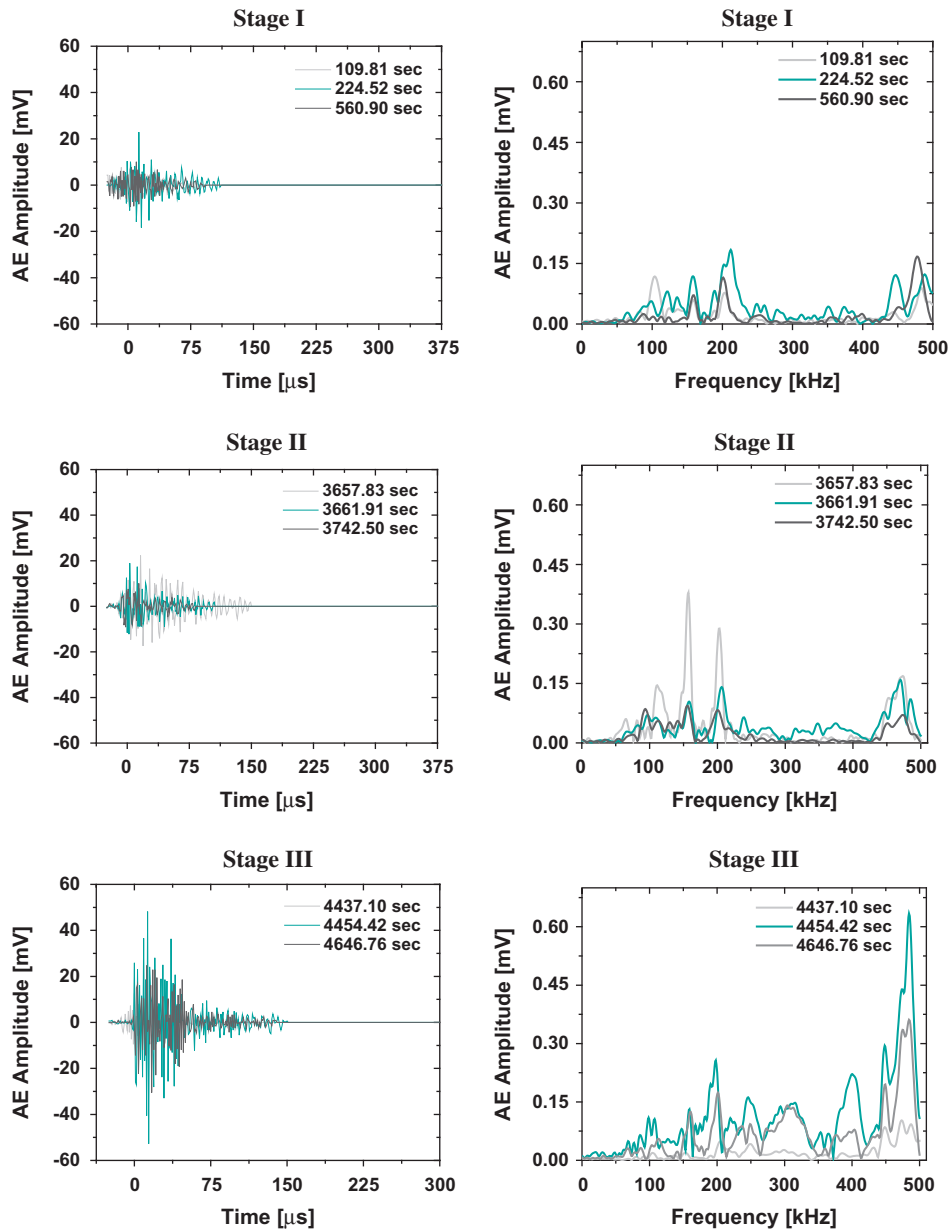 Stage I
AE Amplitude [mV]
60
40
20
0
-20
-40
-60
109.81 sec
224.52 sec
560.90 sec
0 75 150 225 300 375
Time [μs]
Stage I
AE Amplitude [mV]
0.60
0.45
0.30
0.15
0.00
109.81 sec
224.52 sec
560.90 sec
0 100 200 300 400 500
Frequency [kHz]
Stage II
AE Amplitude [mV]
60
40
20
0
-20
-40
-60
3657.83 sec
3661.91 sec
3742.50 sec
0 75 150 225 300 375
Time [μs]
Stage II
AE Amplitude [mV]
0.60
0.45
0.30
0.15
0.00
3657.83 sec
3661.91 sec
3742.50 sec
0 100 200 300 400 500
Frequency [kHz]
Stage III
AE Amplitude [mV]
60
40
20
0
-20
-40
-60
4437.10 sec
4454.42 sec
4646.76 sec
0 75 150 225 300
Time [μs]
Stage III
AE Amplitude [mV]
0.60
0.45
0.30
0.15
0.00
4437.10 sec
4454.42 sec
4646.76 sec
0 100 200 300 400 500
Frequency [kHz]